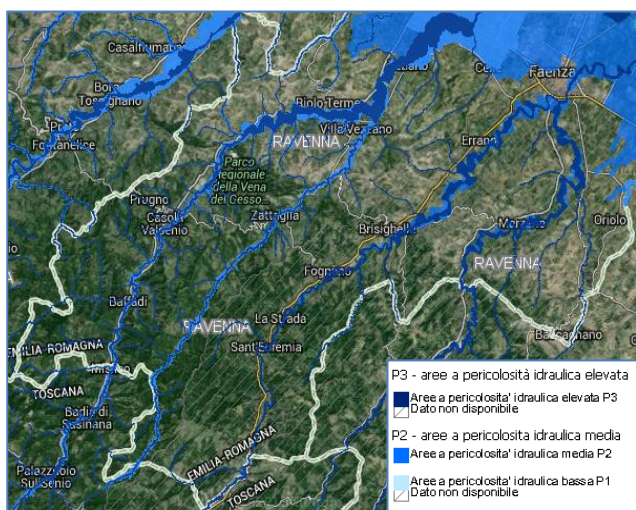 Casalfiumane
Borgo
Tossignano
Fontanelice
Riolo Terme
Villa Vezzano
Faenza
RAVENNA
Errano
Parco
regionale
della Vena
del Gesso...
Prugno
Casola
Valsenio
Zattaglia
Brisighella
Marzeno
Oriolo
Fognano
RAVENNA
Baffadi
RAVENNA
La Strada
Sant'Eufemia
EMILIA-ROMAGNA
TOSCANA
Badia di
Susinana
Palazzuolo
Sul Senio
EMILIA-ROMAGNA
TOSCANA
P3 - aree a pericolosità idraulica elevata
Aree a pericolosita' idraulica elevata P3
Dato non disponibile
P2 - aree a pericolosità idraulica media
Aree a pericolosita' idraulica media P2
Aree a pericolosita' idraulica bassa P1
Dato non disponibile